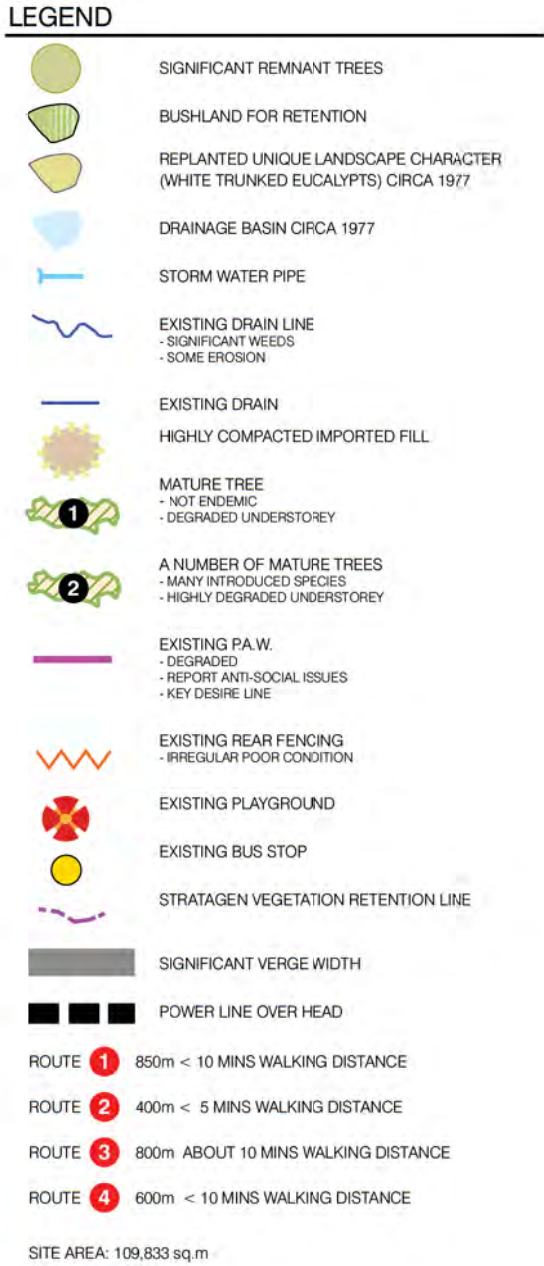 LEGEND
SIGNIFICANT REMNANT TREES
BUSHLAND FOR RETENTION
REPLANTED UNIQUE LANDSCAPE CHARACTER
(WHITE TRUNKED EUCALYPTS) CIRCA 1977
DRAINAGE BASIN CIRCA 1977
STORM WATER PIPE
EXISTING DRAIN LINE
- SIGNIFICANT WEEDS
- SOME EROSION
EXISTING DRAIN
HIGHLY COMPACTED IMPORTED FILL
1 MATURE TREE
- NOT ENDEMIC
- DEGRADED UNDERSTOREY
2 A NUMBER OF MATURE TREES
- MANY INTRODUCED SPECIES
- HIGHLY DEGRADED UNDERSTOREY
EXISTING P.A.W.
- DEGRADED
- REPORT ANTI-SOCIAL ISSUES
- KEY DESIRE LINE
EXISTING REAR FENCING
- IRREGULAR POOR CONDITION
EXISTING PLAYGROUND
EXISTING BUS STOP
STRATAGEN VEGETATION RETENTION LINE
SIGNIFICANT VERGE WIDTH
POWER LINE OVER HEAD
ROUTE 1 850m < 10 MINS WALKING DISTANCE
ROUTE 2 400m < 5 MINS WALKING DISTANCE
ROUTE 3 800m ABOUT 10 MINS WALKING DISTANCE
ROUTE 4 600m < 10 MINS WALKING DISTANCE
SITE AREA: 109,833 sq.m